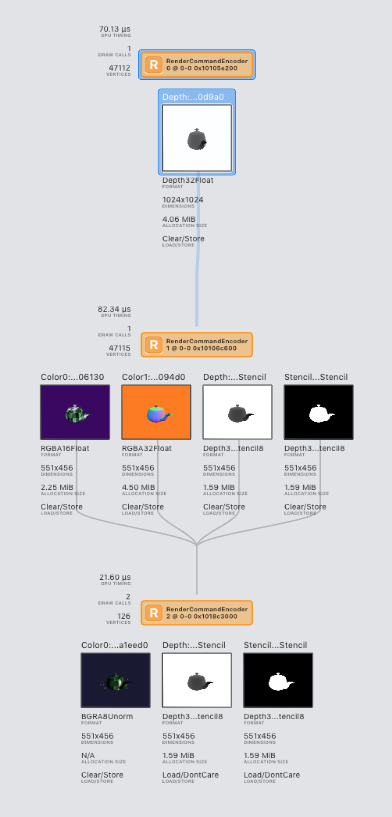 70.13 µs
GPU TIMING
1
DRAW CALLS
47112
VERTICES
R
RenderCommandEncoder
0 @ 0-0 0x10105e200
Depth:...0d9a0
Depth32Float
FORMAT
1024x1024
DIMENSIONS
4.06 MiB
ALLOCATION SIZE
Clear/Store
LOAD/STORE
82.34 µs
GPU TIMING
1
DRAW CALLS
47115
VERTICES
R
RenderCommandEncoder
1 @ 0-0 0x10106c600
Color0:...06130 Color1:...094d0 Depth:...Stencil Stencil...Stencil
RGBA16Float RGBA32Float Depth3...tencil8 Depth3...tencil8
FORMAT FORMAT FORMAT FORMAT
551x456 551x456 551x456 551x456
DIMENSIONS DIMENSIONS DIMENSIONS DIMENSIONS
2.25 MiB 4.50 MiB 1.59 MiB 1.59 MiB
ALLOCATION SIZE ALLOCATION SIZE ALLOCATION SIZE ALLOCATION SIZE
Clear/Store Clear/Store Clear/Store Clear/Store
LOAD/STORE LOAD/STORE LOAD/STORE LOAD/STORE
21.60 µs
GPU TIMING
2
DRAW CALLS
126
VERTICES
R
RenderCommandEncoder
2 @ 0-0 0x1018c3000
Color0:...a1eed0 Depth:...Stencil Stencil...Stencil
BGRA8Unorm Depth3...tencil8 Depth3...tencil8
FORMAT FORMAT FORMAT
551x456 551x456 551x456
DIMENSIONS DIMENSIONS DIMENSIONS
N/A 1.59 MiB 1.59 MiB
ALLOCATION SIZE ALLOCATION SIZE ALLOCATION SIZE
Clear/Store Load/DontCare Load/DontCare
LOAD/STORE LOAD/STORE LOAD/STORE